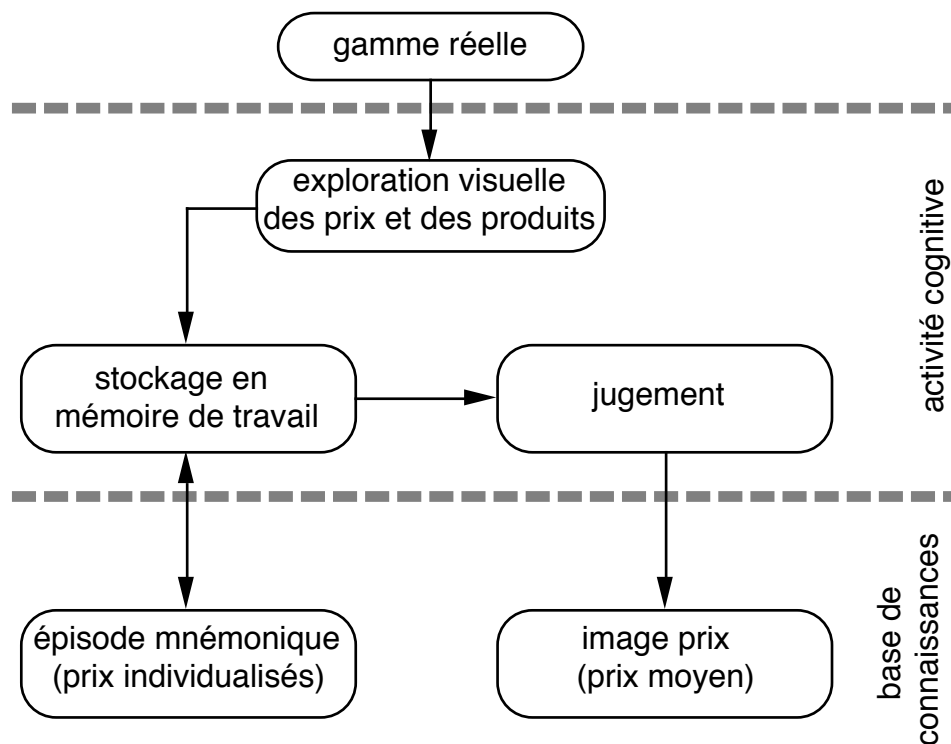 gamme réelle
exploration visuelle
des prix et des produits
activité cognitive
stockage en
mémoire de travail
jugement
épisode mnémonique
(prix individualisés)
image prix
(prix moyen)
base de
connaissances